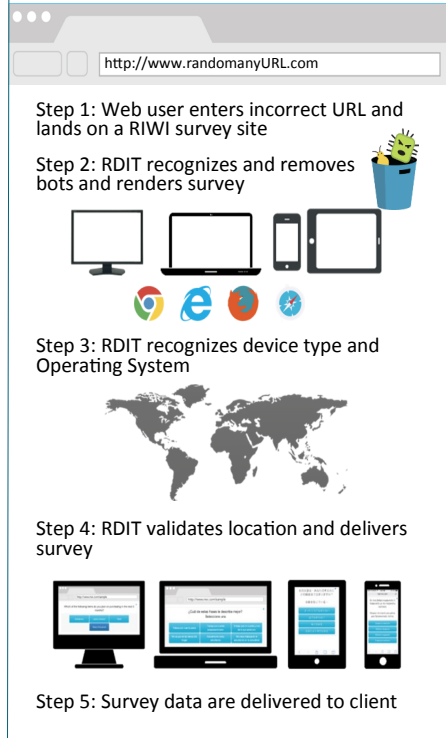 http://www.randomanyURL.com
Step 1: Web user enters incorrect URL and
lands on a RIWI survey site
Step 2: RDIT recognizes and removes
bots and renders survey
Step 3: RDIT recognizes device type and
Operating System
Step 4: RDIT validates location and delivers
survey
Step 5: Survey data are delivered to client